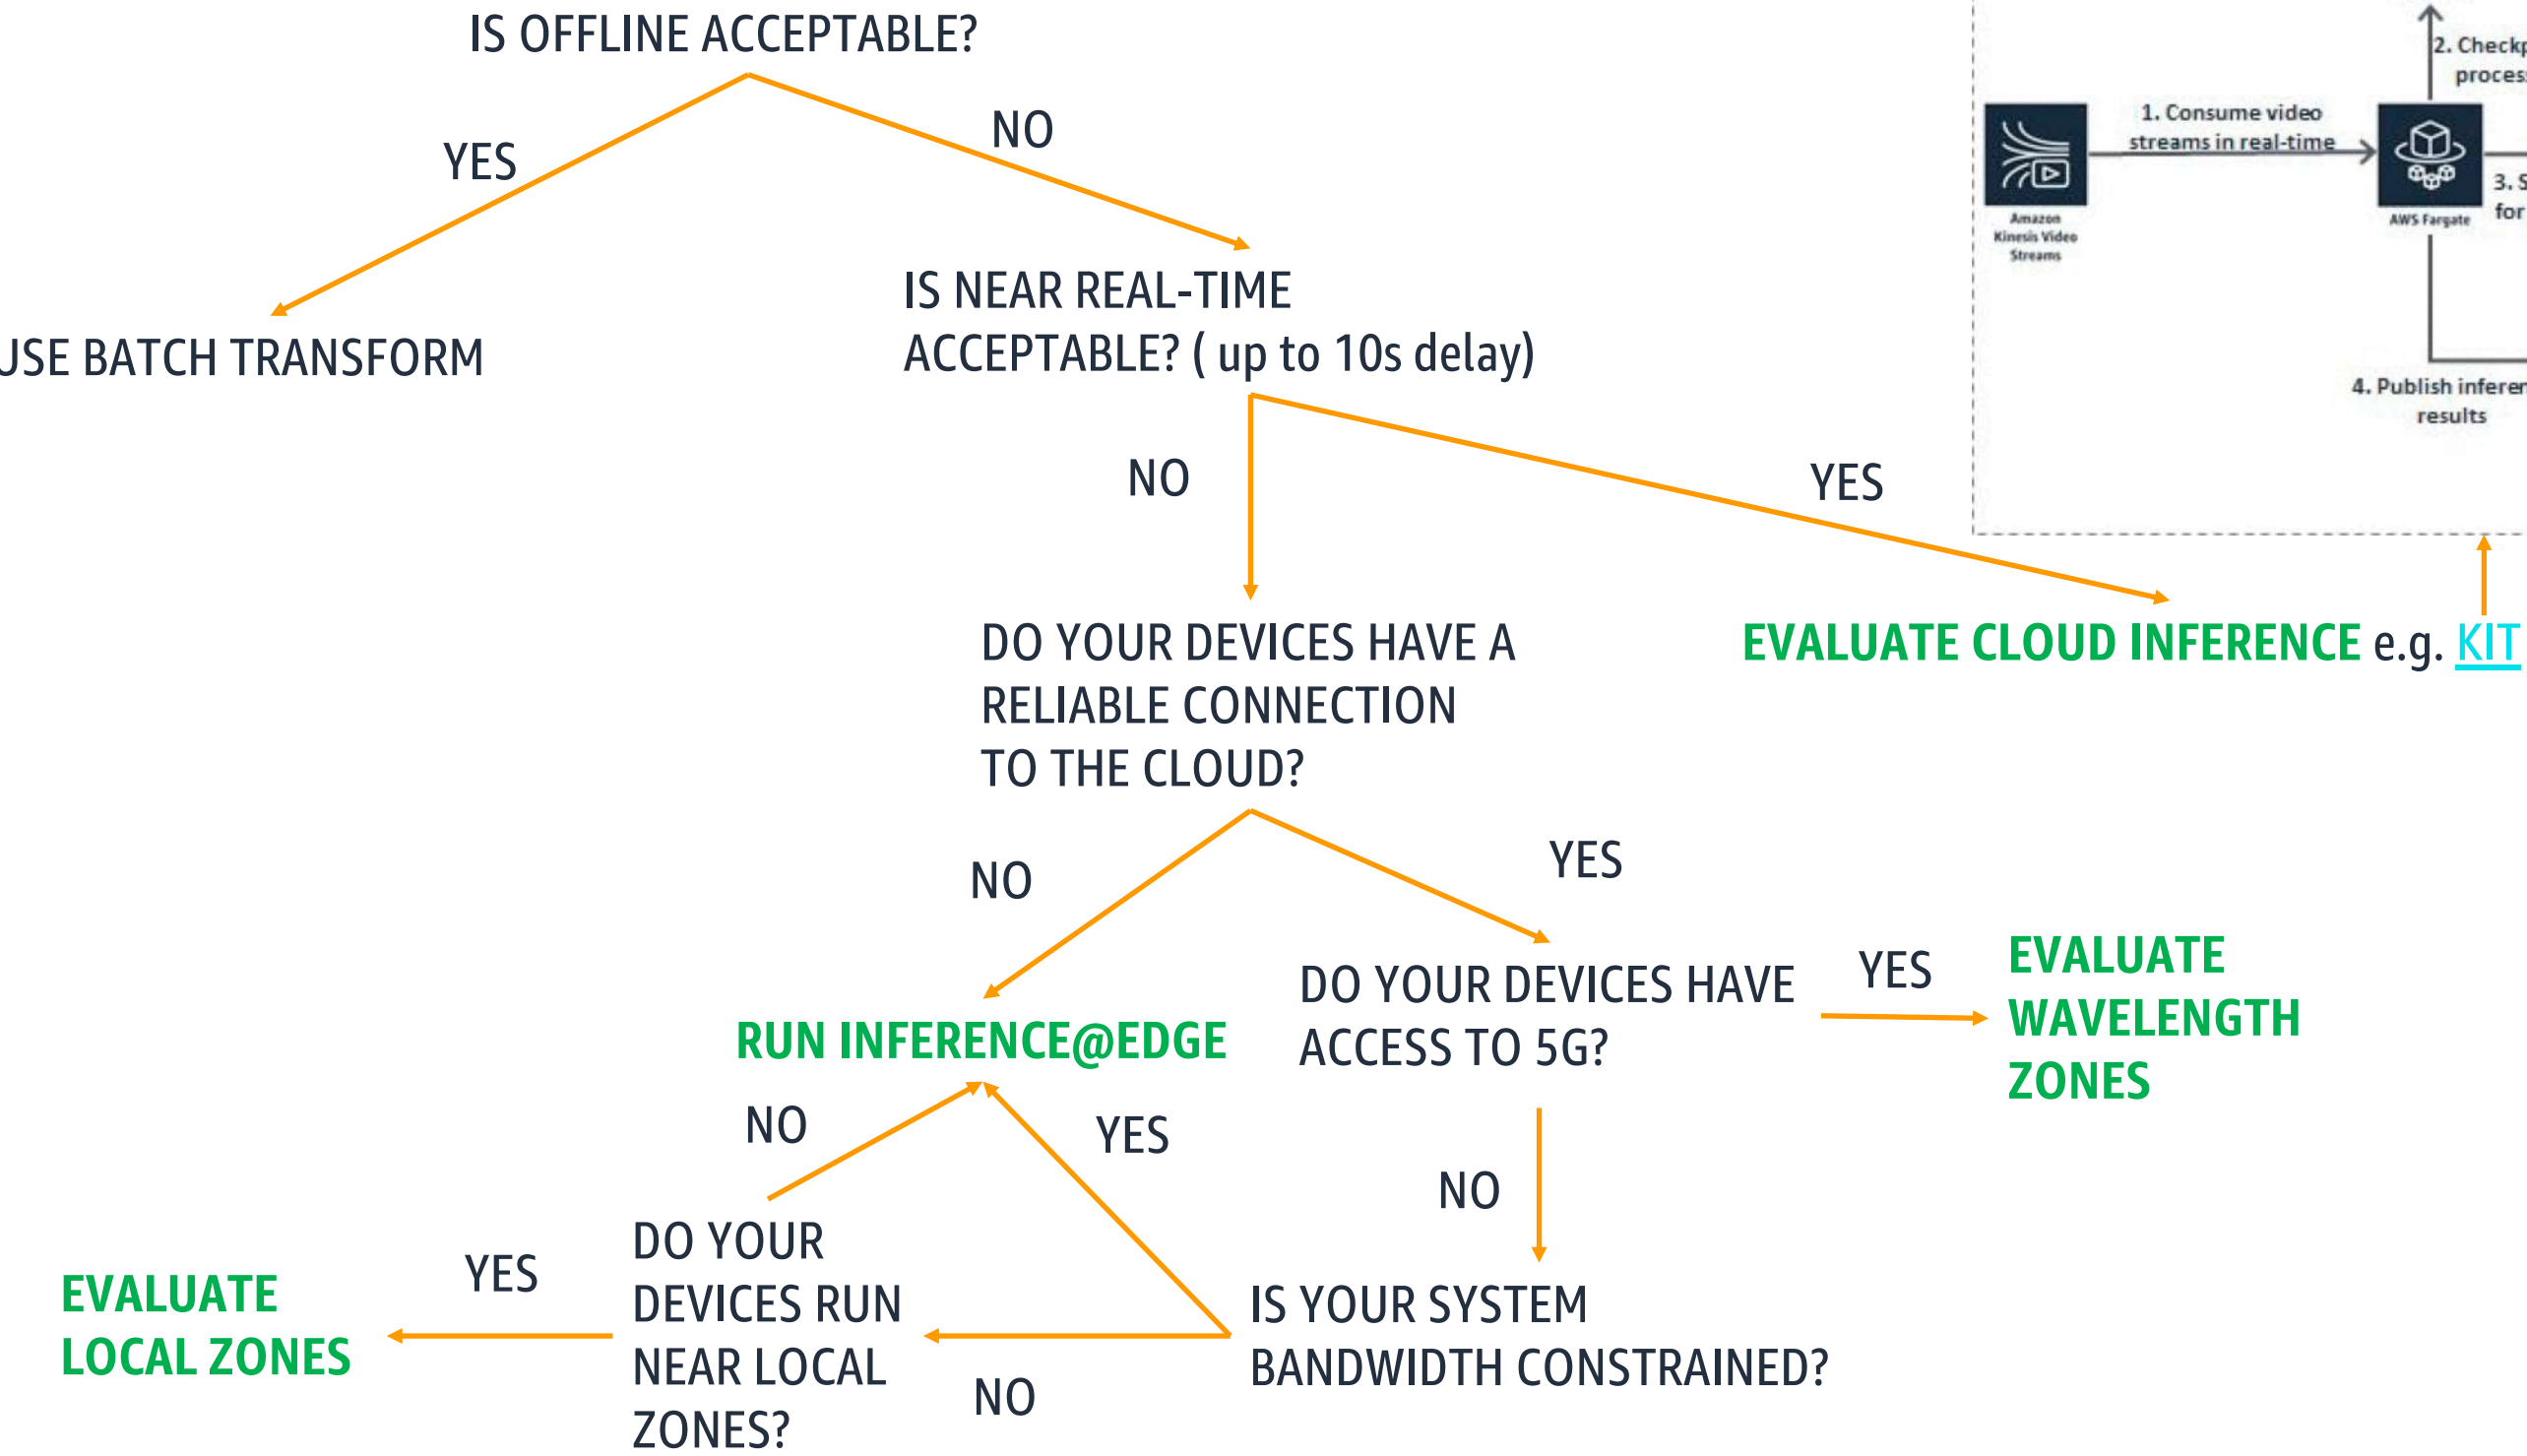 IS OFFLINE ACCEPTABLE?
YES
NO
USE BATCH TRANSFORM
IS NEAR REAL-TIME
ACCEPTABLE? ( up to 10s delay)
NO
YES
1. Consume video
streams in real-time
Amazon
Kinesis Video
Streams
AWS Fargate
2.
3.
for
4. Publish
results
EVALUATE CLOUD INFERENCE e.g. KIT
DO YOUR DEVICES HAVE A
RELIABLE CONNECTION
TO THE CLOUD?
NO
YES
RUN INFERENCE@EDGE
DO YOUR DEVICES HAVE
ACCESS TO 5G?
YES
EVALUATE
WAVELENGTH
ZONES
NO
YES
NO
DO YOUR
DEVICES RUN
NEAR LOCAL
ZONES?
YES
EVALUATE
LOCAL ZONES
NO
IS YOUR SYSTEM
BANDWIDTH CONSTRAINED?